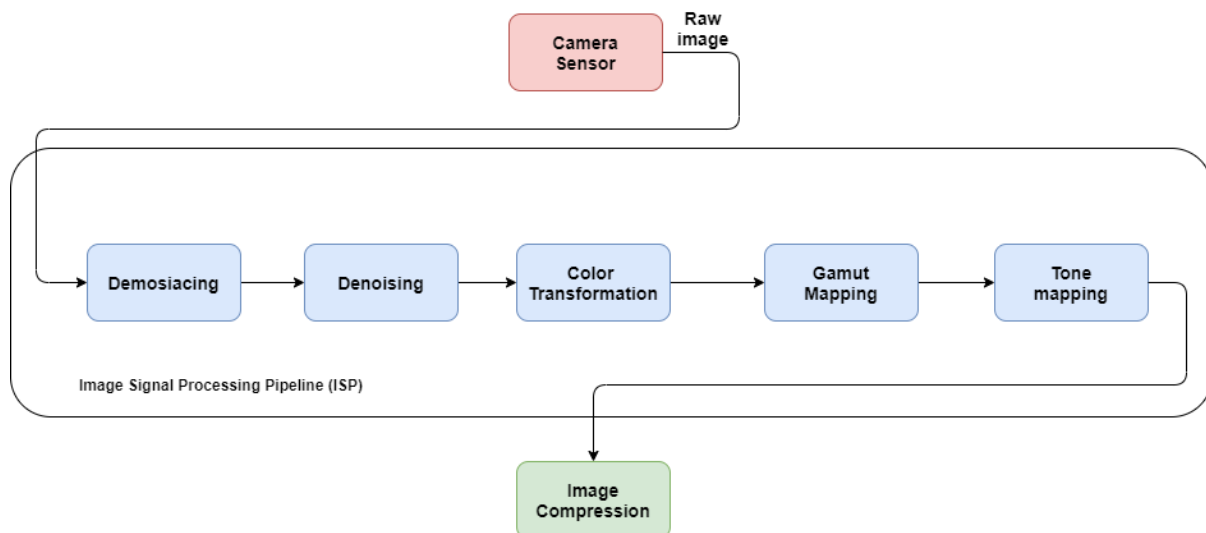 Camera
Sensor
Raw
image
Demosiacing
Denoising
Color
Transformation
Gamut
Mapping
Tone
mapping
Image Signal Processing Pipeline (ISP)
Image
Compression